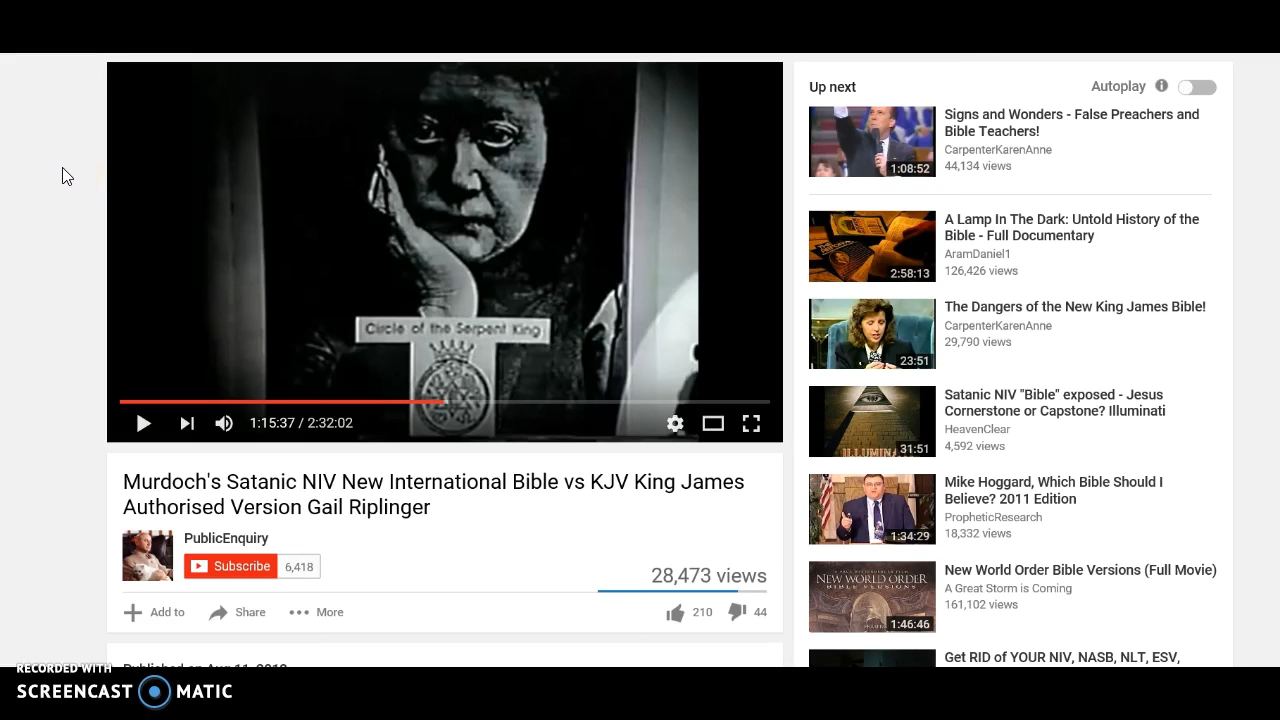 Circle of the Serpent King
1:15:37 / 2:32:02
Murdoch's Satanic NIV New International Bible vs KJV King James
Authorised Version Gail Riplinger
PublicEnquiry
Subscribe 6,418
28,473 views
Add to Share More 210 44
Published on Aug 11, 2012
Up next Autoplay
Signs and Wonders - False Preachers and
Bible Teachers!
CarpenterKarenAnne
44,134 views
1:08:52
A Lamp In The Dark: Untold History of the
Bible - Full Documentary
AramDaniel1
126,426 views
2:58:13
The Dangers of the New King James Bible!
CarpenterKarenAnne
29,790 views
23:51
Satanic NIV "Bible" exposed - Jesus
Cornerstone or Capstone? Illuminati
HeavenClear
4,592 views
31:51
ILLUMIN
Mike Hoggard, Which Bible Should I
Believe? 2011 Edition
PropheticResearch
18,332 views
1:34:29
New World Order Bible Versions (Full Movie)
A Great Storm is Coming
161,102 views
NEW WORLD ORDER
BIBLE VERSIONS
1:46:46
Get RID of YOUR NIV, NASB, NLT, ESV,
RECORDED WITH
SCREENCAST MATIC